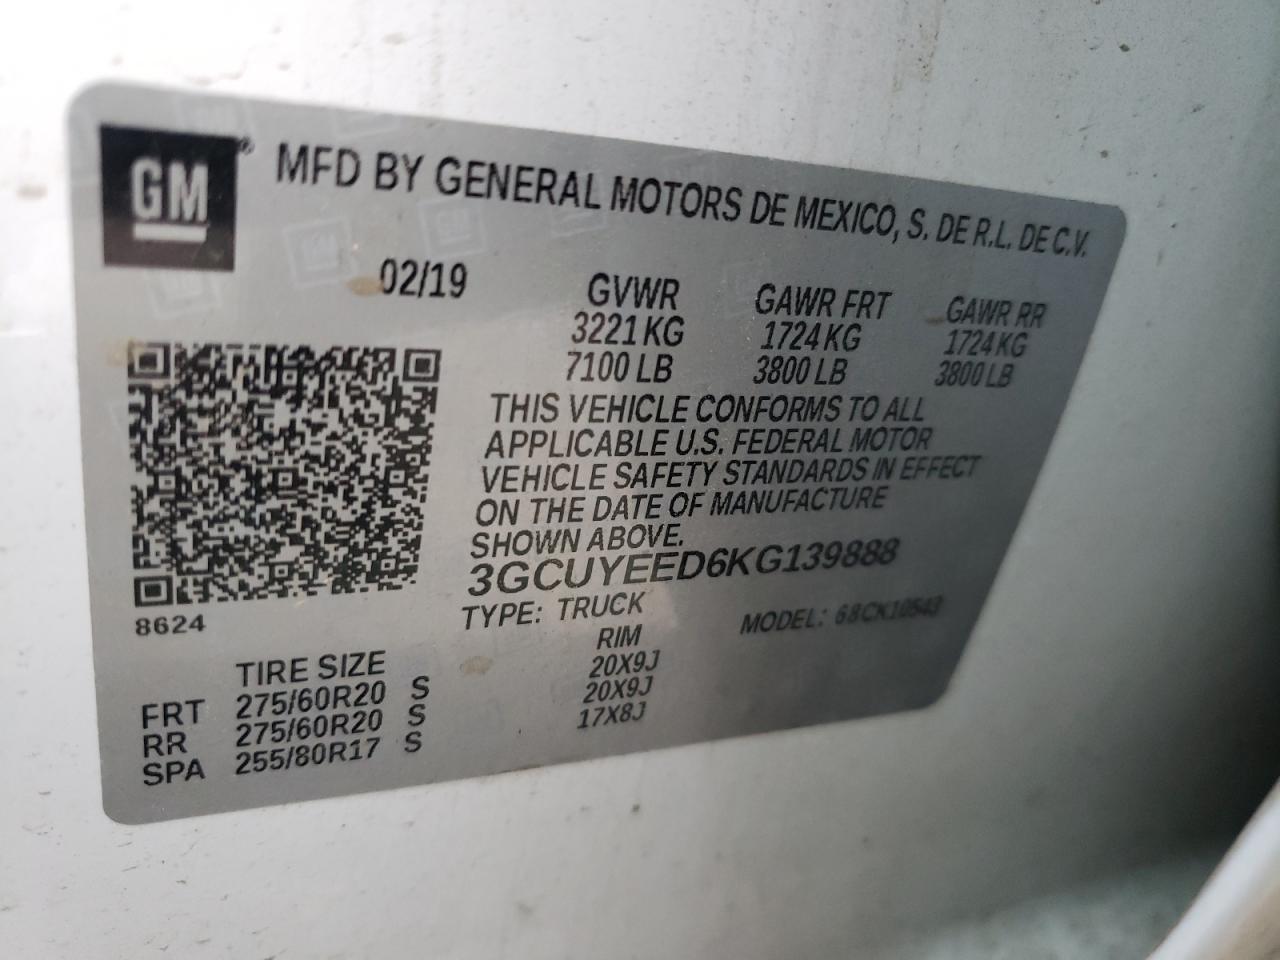 GM ® MFD BY GENERAL MOTORS DE MEXICO, S. DE R.L. DE C.V.
02/19 GVWR GAWR FRT GAWR RR
3221 KG 1724 KG 1724 KG
7100 LB 3800 LB 3800 LB
THIS VEHICLE CONFORMS TO ALL
APPLICABLE U.S. FEDERAL MOTOR
VEHICLE SAFETY STANDARDS IN EFFECT
ON THE DATE OF MANUFACTURE
SHOWN ABOVE.
3GCUYEED6KG139888
8624
TYPE: TRUCK MODEL: 68CK10543
TIRE SIZE RIM
FRT 275/60R20 S 20X9J
RR 275/60R20 S 20X9J
SPA 255/80R17 S 17X8J